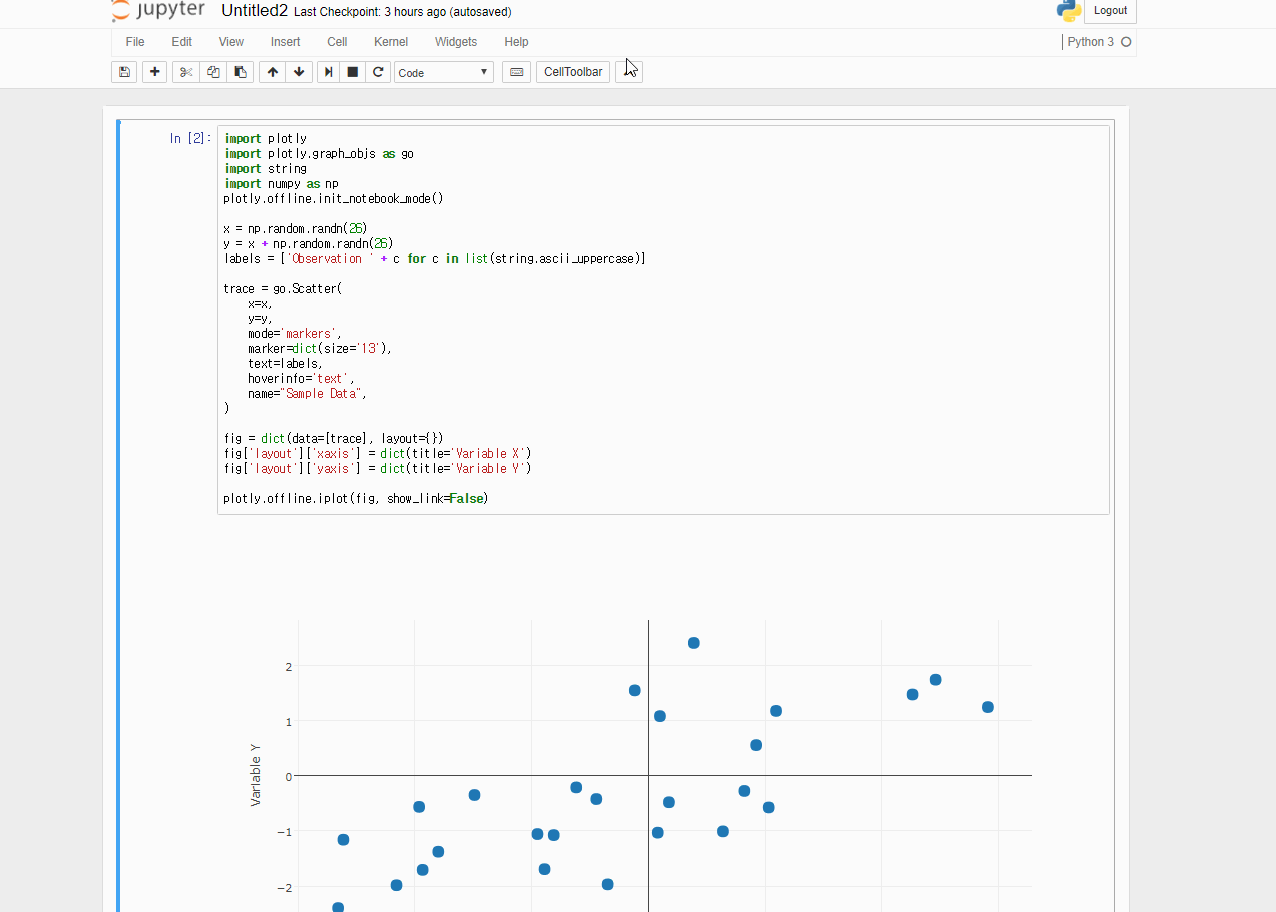 jupyter Untitled2 Last Checkpoint: 3 hours ago (autosaved) Logout
File Edit View Insert Cell Kernel Widgets Help Python 3
Code CellToolbar
In [2]:
import plotly
import plotly.graph_objs as go
import string
import numpy as np
plotly.offline.init_notebook_mode()
x = np.random.randn(26)
y = x + np.random.randn(26)
labels = ['Observation ' + c for c in list(string.ascii_uppercase)]
trace = go.Scatter(
x=x,
y=y,
mode='markers',
marker=dict(size='13'),
text=labels,
hoverinfo='text',
name="Sample Data",
)
fig = dict(data=[trace], layout={})
fig['layout']['xaxis'] = dict(title='Variable X')
fig['layout']['yaxis'] = dict(title='Variable Y')
plotly.offline.iplot(fig, show_link=False)
2
1
0
−1
−2
Variable Y